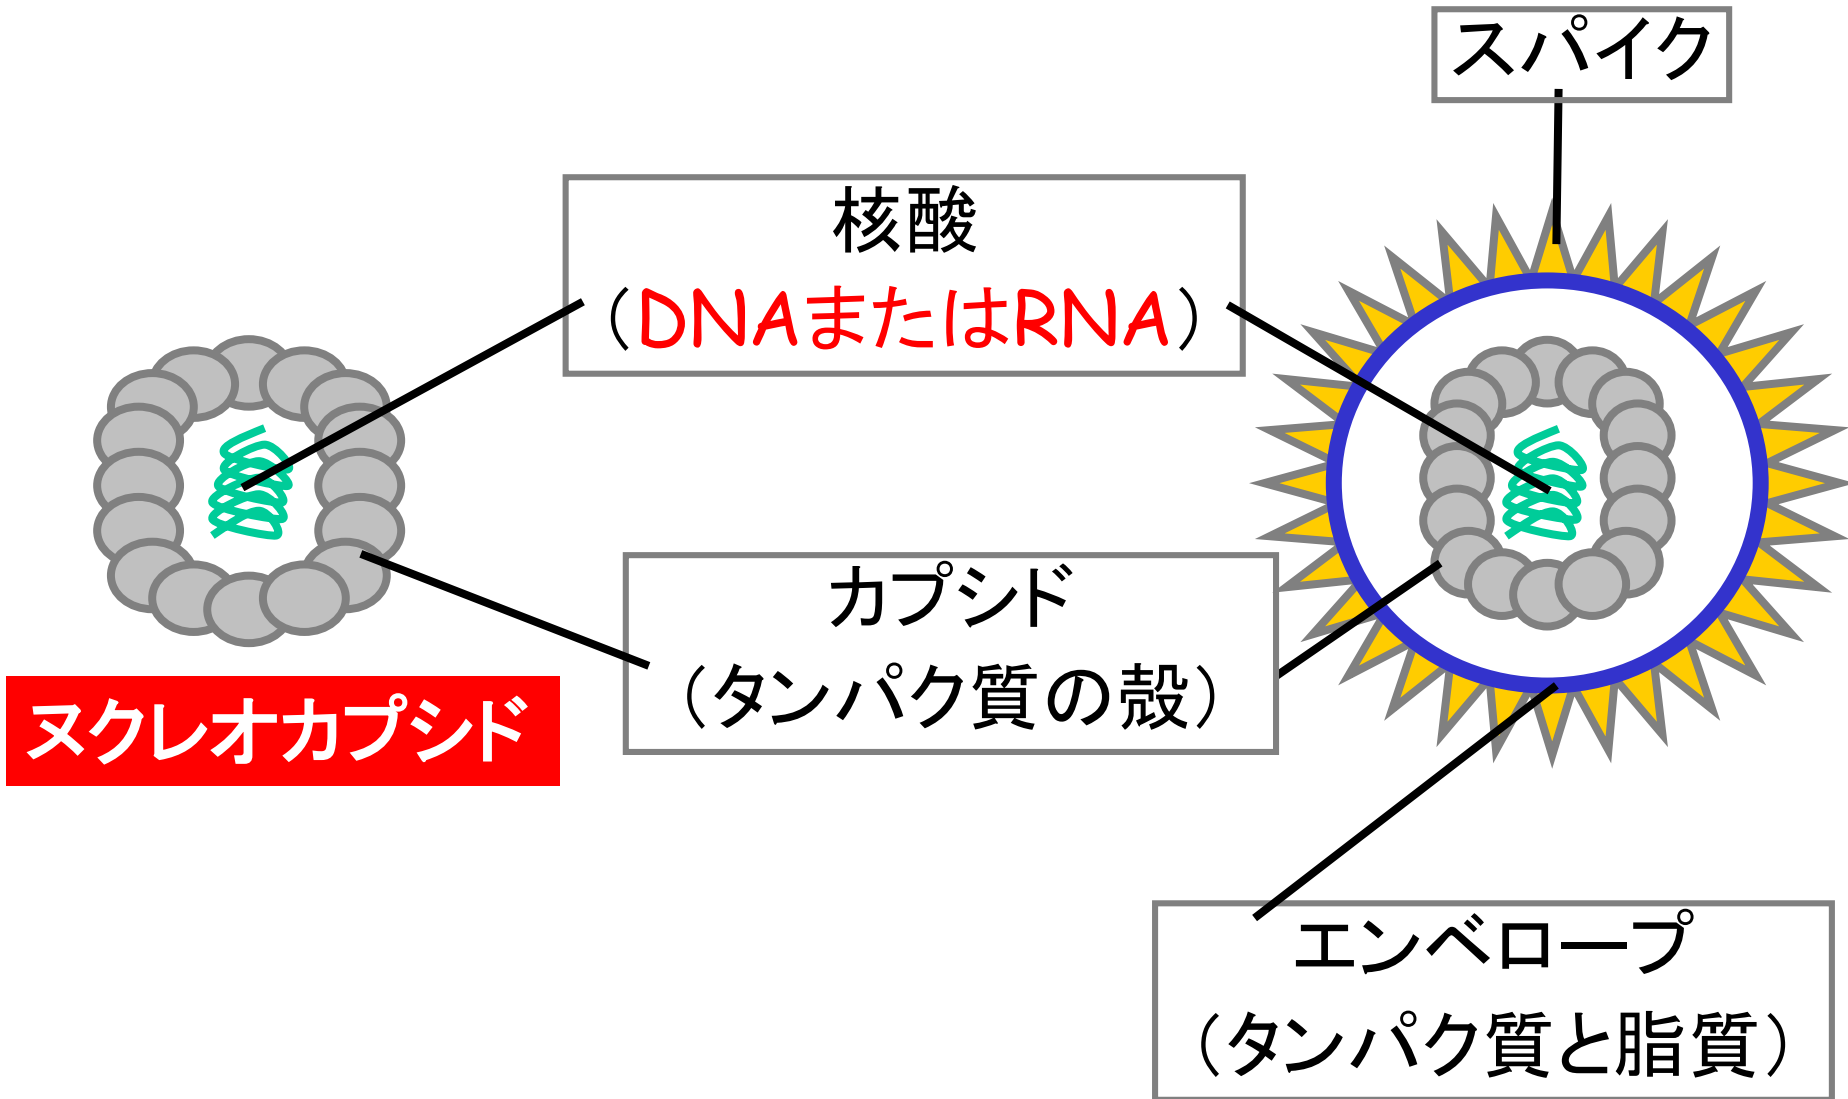 スパイク
核酸
（DNAまたはRNA）
カプシド
（タンパク質の殻）
ヌクレオカプシド
エンベロープ
（タンパク質と脂質）